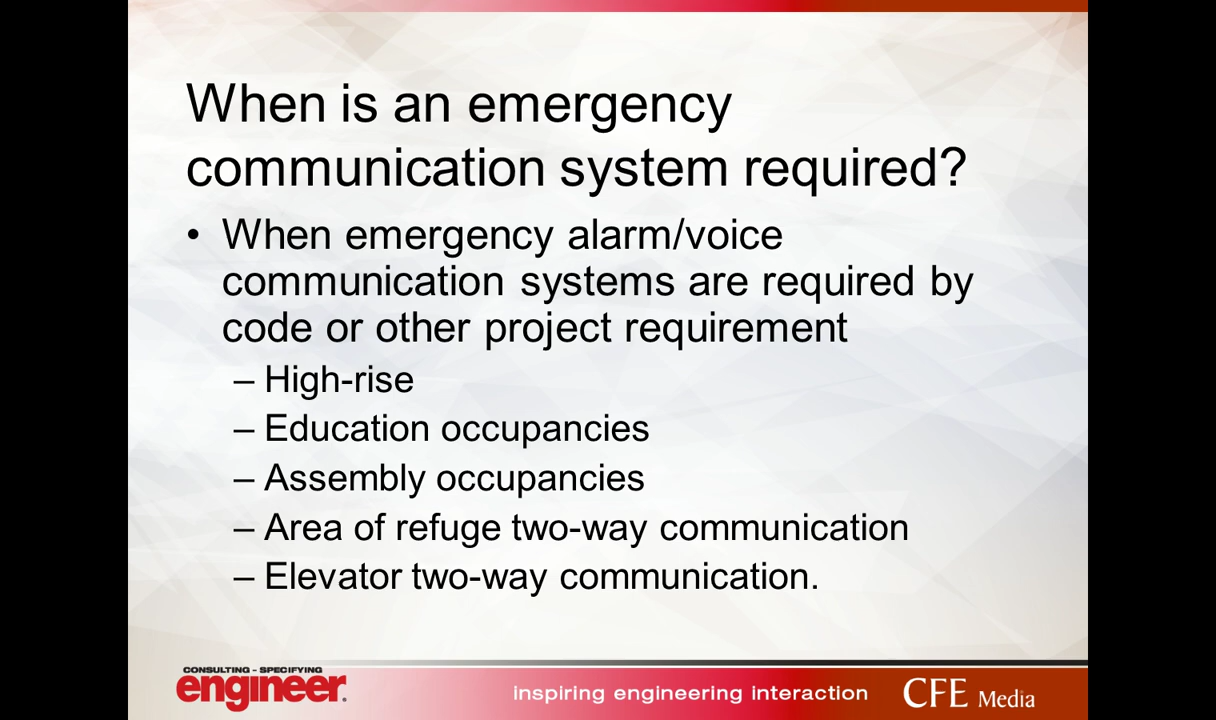 When is an emergency
communication system required?
• When emergency alarm/voice
communication systems are required by
code or other project requirement
– High-rise
– Education occupancies
– Assembly occupancies
– Area of refuge two-way communication
– Elevator two-way communication.
CONSULTING - SPECIFYING
engineer.
inspiring engineering interaction
CFE Media